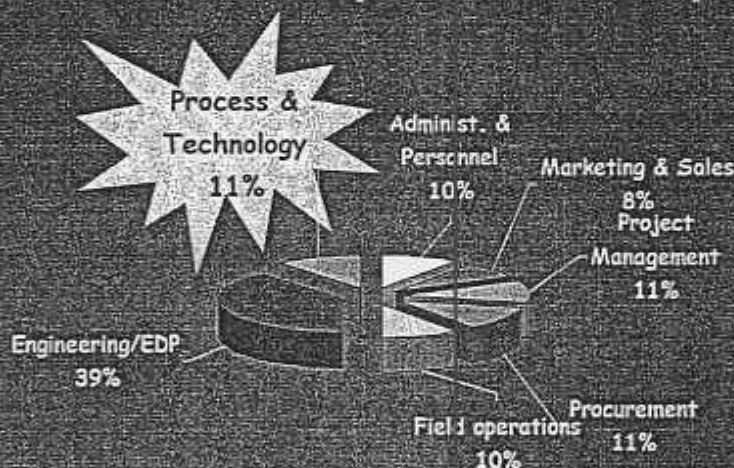 Process &
Technology
11%
Administ. &
Personnel
10%
Marketing & Sales
8%
Project
Management
11%
Engineering/EDP
39%
Field operations
10%
Procurement
11%